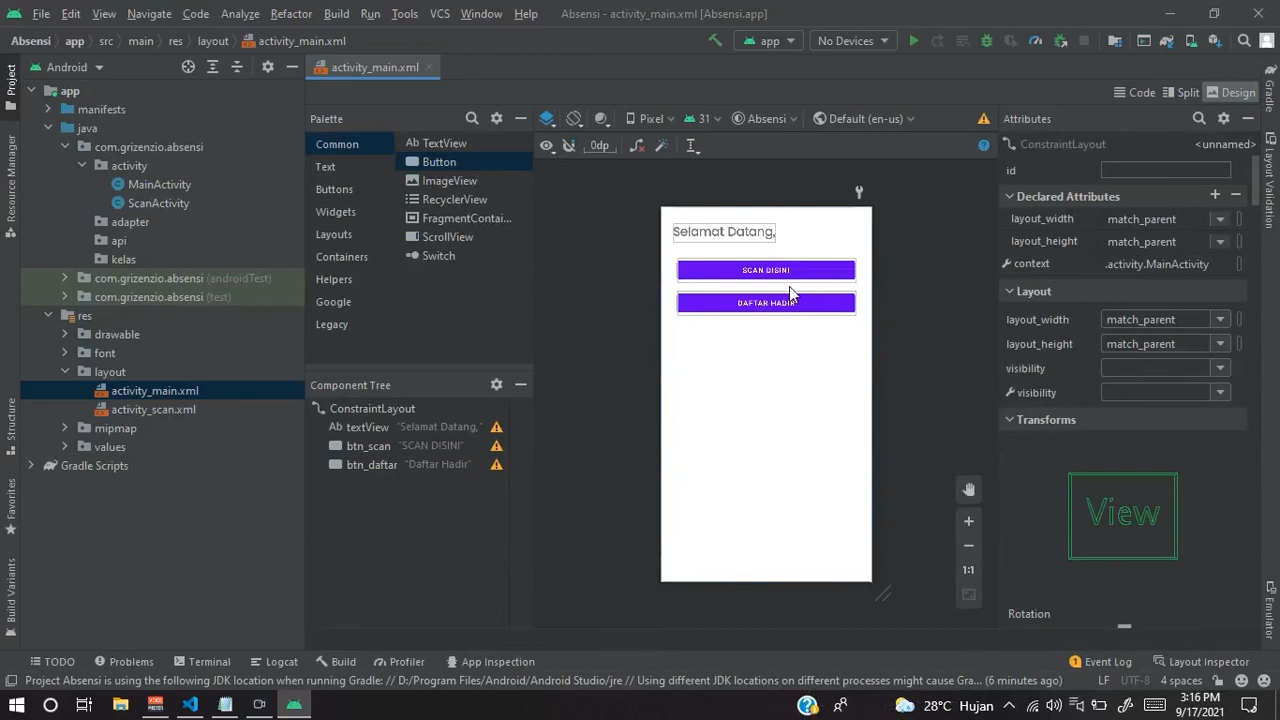 File Edit View Navigate Code Analyze Refactor Build Run Tools VCS Window Help Absensi - activity_main.xml [Absensi.app]
Absensi app src main res layout activity_main.xml app No Devices
Project
Resource Manager
Structure
Favorites
Build Variants
Android
app
manifests
java
com.grizenzio.absensi
activity
MainActivity
ScanActivity
adapter
api
kelas
com.grizenzio.absensi (androidTest)
com.grizenzio.absensi (test)
res
drawable
font
layout
activity_main.xml
activity_scan.xml
mipmap
values
Gradle Scripts
activity_main.xml
Code Split Design
Palette
Common
Text
Buttons
Widgets
Layouts
Containers
Helpers
Google
Legacy
Ab TextView
Button
ImageView
RecyclerView
FragmentContai...
ScrollView
Switch
Component Tree
ConstraintLayout
Ab textView "Selamat Datang,"
btn_scan "SCAN DISINI"
btn_daftar "Daftar Hadir"
Pixel 31 Absensi Default (en-us)
0dp
Selamat Datang,
SCAN DISINI
DAFTAR HADIR
1:1
Attributes
ConstraintLayout <unnamed>
id
Declared Attributes
layout_width match_parent
layout_height match_parent
context .activity.MainActivity
Layout
layout_width match_parent
layout_height match_parent
visibility
visibility
Transforms
View
Rotation
Gradle
Layout Validation
Emulator
TODO Problems Terminal Logcat Build Profiler App Inspection 1 Event Log Layout Inspector
Project Absensi is using the following JDK location when running Gradle: // D:/Program Files/Android/Android Studio/jre // Using different JDK locations on different processes might cause Gradle... (6 minutes ago) LF UTF-8 4 spaces
28°C Hujan 3:16 PM
9/17/2021